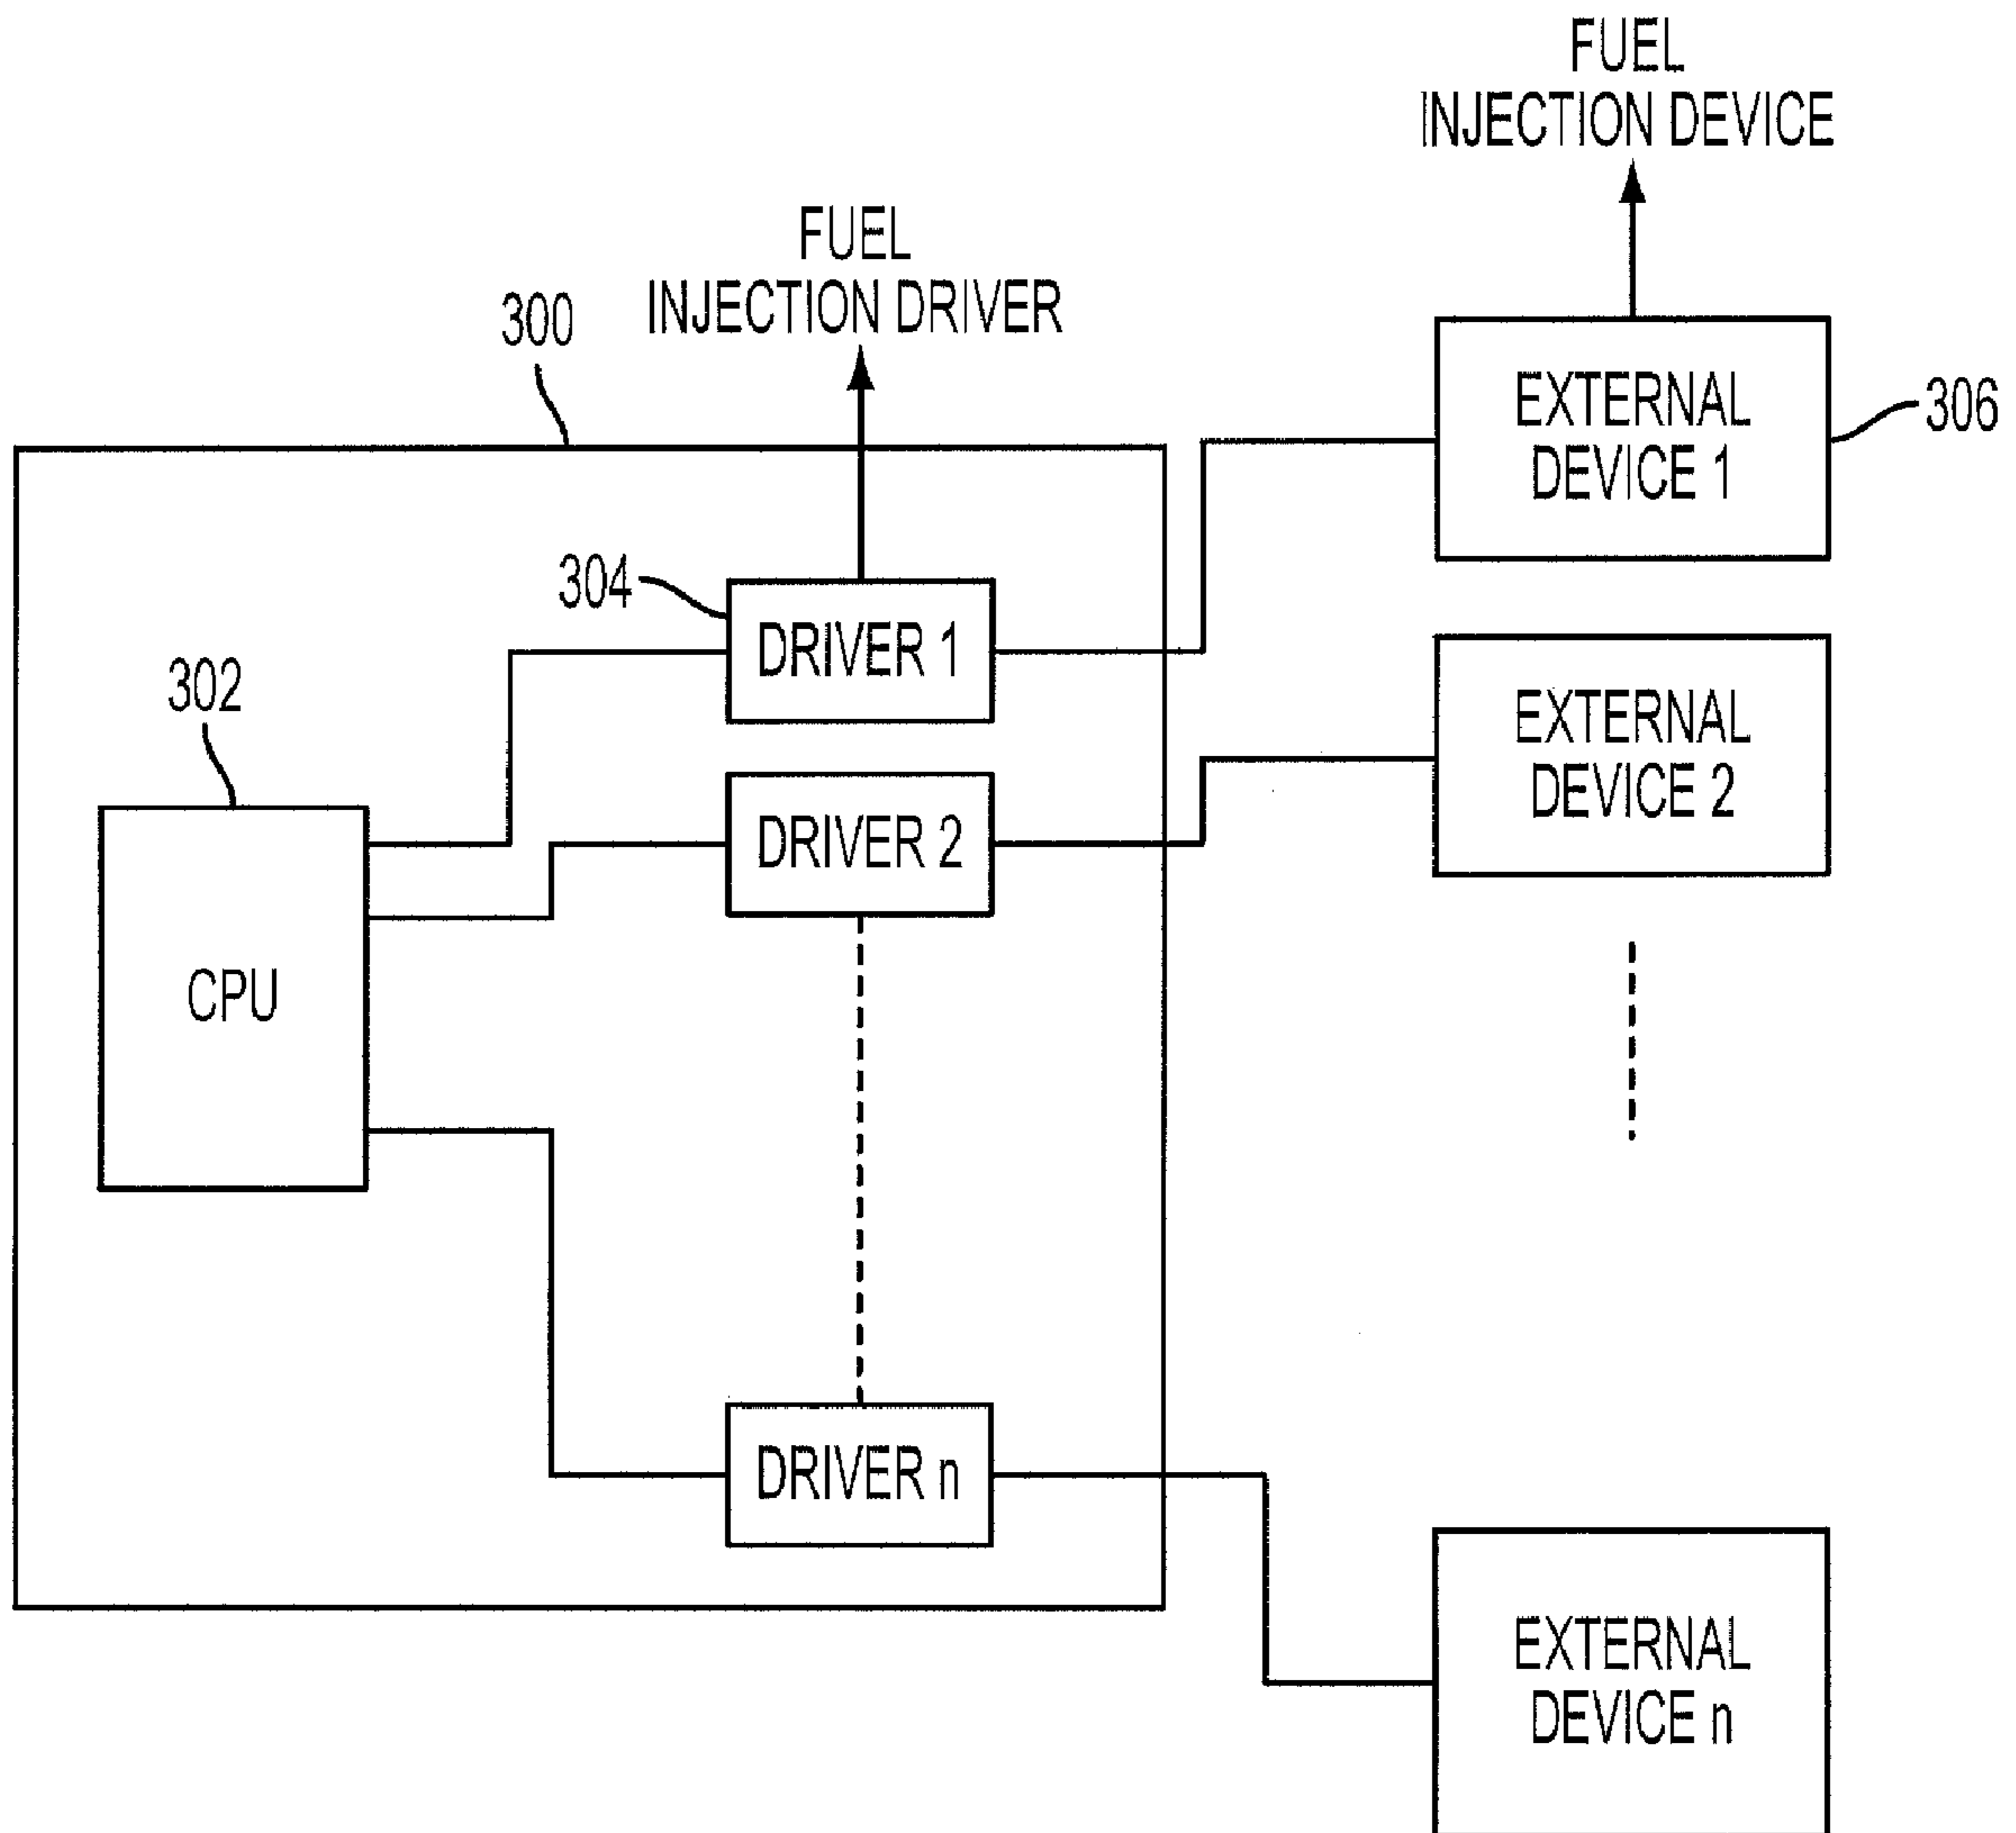 FUEL
INJECTION DEVICE
FUEL
INJECTION DRIVER
300
EXTERNAL
DEVICE 1
306
304
DRIVER 1
302
EXTERNAL
DEVICE 2
DRIVER 2
CPU
DRIVER n
EXTERNAL
DEVICE n